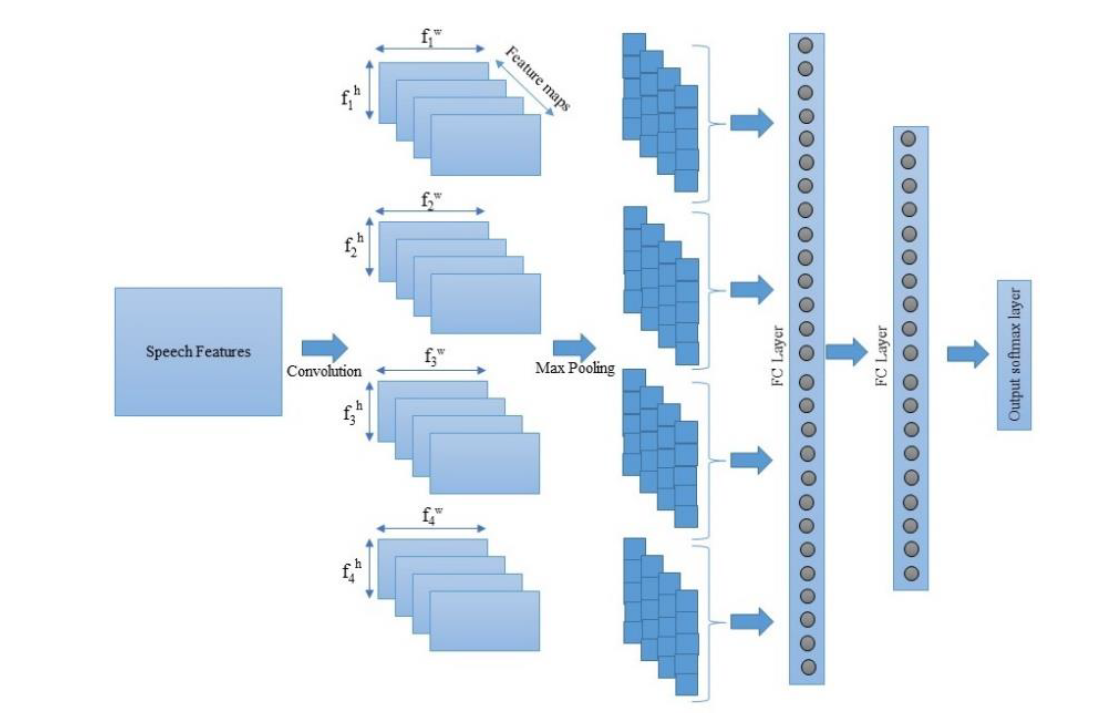 f₁ʷ
Feature maps
f₁ʰ
f₂ʷ
f₂ʰ
Speech Features
Convolution
f₃ʷ
Max Pooling
f₃ʰ
f₄ʷ
f₄ʰ
FC Layer
FC Layer
Output softmax layer